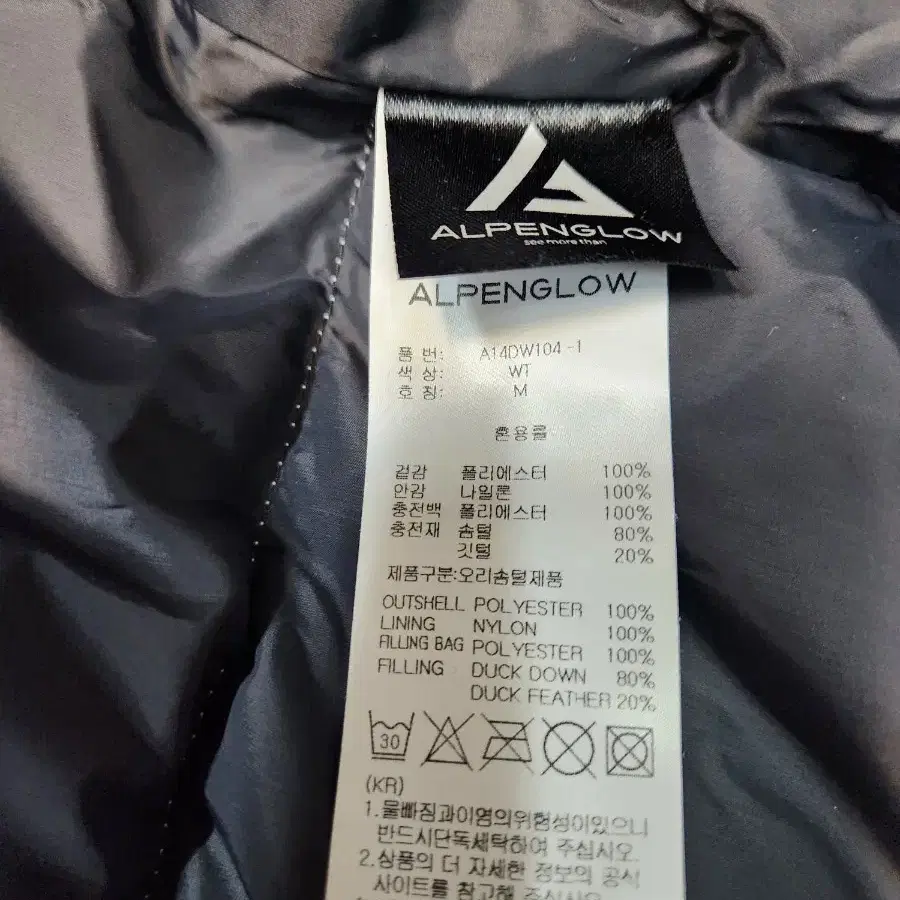 ALPENGLOW
see more than
ALPENGLOW
품 번: A14DW104-1
색 상: WT
호 칭: M
혼용률
겉감 폴리에스터 100%
안감 나일론 100%
충전백 폴리에스터 100%
충전재 솜털 80%
깃털 20%
제품구분:오리솜털제품
OUTSHELL POLYESTER 100%
LINING NYLON 100%
FILLING BAG POLYESTER 100%
FILLING DUCK DOWN 80%
DUCK FEATHER 20%
30
(KR)
1.물빠짐과이염의위험성이있으니
반드시단독세탁하여 주십시오.
2.상품의 더 자세한 정보의 공식
사이트를 참고해 주십시오